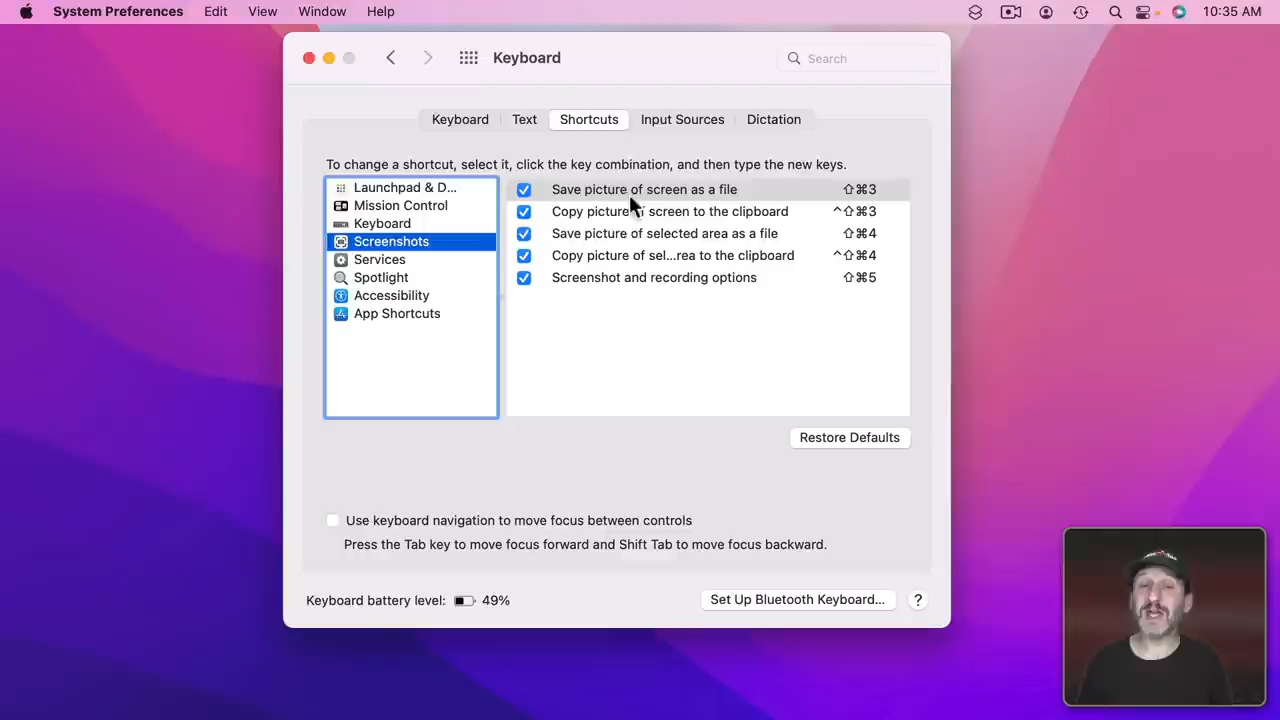 System Preferences Edit View Window Help 10:35 AM
Keyboard
Search
Keyboard Text Shortcuts Input Sources Dictation
To change a shortcut, select it, click the key combination, and then type the new keys.
Launchpad & D...
Mission Control
Keyboard
Screenshots
Services
Spotlight
Accessibility
App Shortcuts
Save picture of screen as a file ⇧⌘3
Copy picture screen to the clipboard ^⇧⌘3
Save picture of selected area as a file ⇧⌘4
Copy picture of sel...rea to the clipboard ^⇧⌘4
Screenshot and recording options ⇧⌘5
Restore Defaults
Use keyboard navigation to move focus between controls
Press the Tab key to move focus forward and Shift Tab to move focus backward.
Keyboard battery level: 49%
Set Up Bluetooth Keyboard...
?